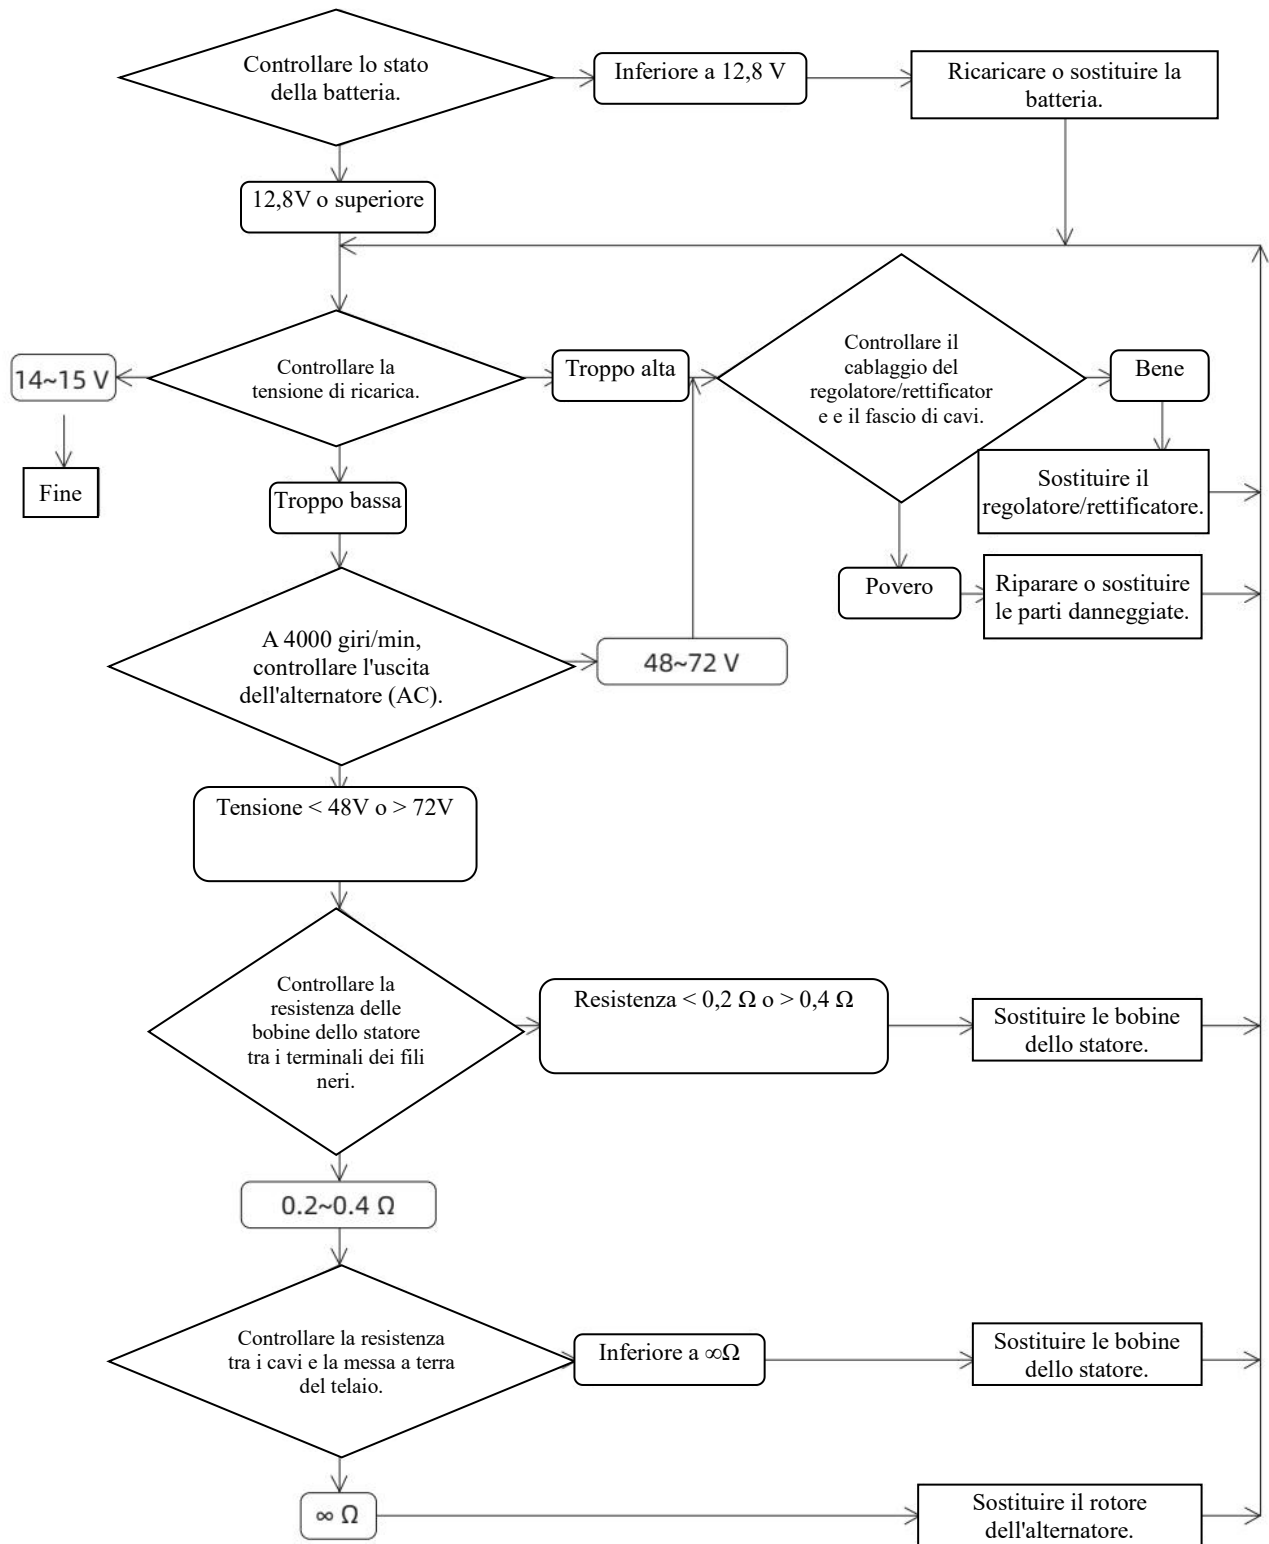 Controllare lo stato
della batteria.
Inferiore a 12,8 V
Ricaricare o sostituire la
batteria.
12,8V o superiore
14~15 V
Controllare la
tensione di ricarica.
Troppo alta
Controllare il
cablaggio del
regolatore/rettificator
e e il fascio di cavi.
Bene
Fine
Troppo bassa
Sostituire il
regolatore/rettificatore.
Povero
Riparare o sostituire
le parti danneggiate.
A 4000 giri/min,
controllare l'uscita
dell'alternatore (AC).
48~72 V
Tensione < 48V o > 72V
Controllare la
resistenza delle
bobine dello statore
tra i terminali dei fili
neri.
Resistenza < 0,2 Ω o > 0,4 Ω
Sostituire le bobine
dello statore.
0.2~0.4 Ω
Controllare la resistenza
tra i cavi e la messa a terra
del telaio.
Inferiore a ∞Ω
Sostituire le bobine
dello statore.
∞ Ω
Sostituire il rotore
dell'alternatore.